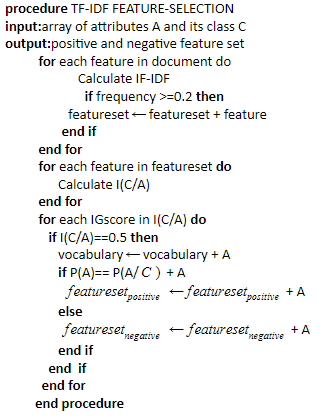 procedure TF-IDF FEATURE-SELECTION
input:array of attributes A and its class C
output:positive and negative feature set
for each feature in document do
Calculate IF-IDF
if frequency >=0.2 then
featureset ← featureset + feature
end if
end for
for each feature in featureset do
Calculate I(C/A)
end for
for each IGscore in I(C/A) do
if I(C/A)==0.5 then
vocabulary ← vocabulary + A
if P(A)== P(A/ C ) + A
featureset_positive ← featureset_positive + A
else
featureset_negative ← featureset_negative + A
end if
end if
end for
end procedure